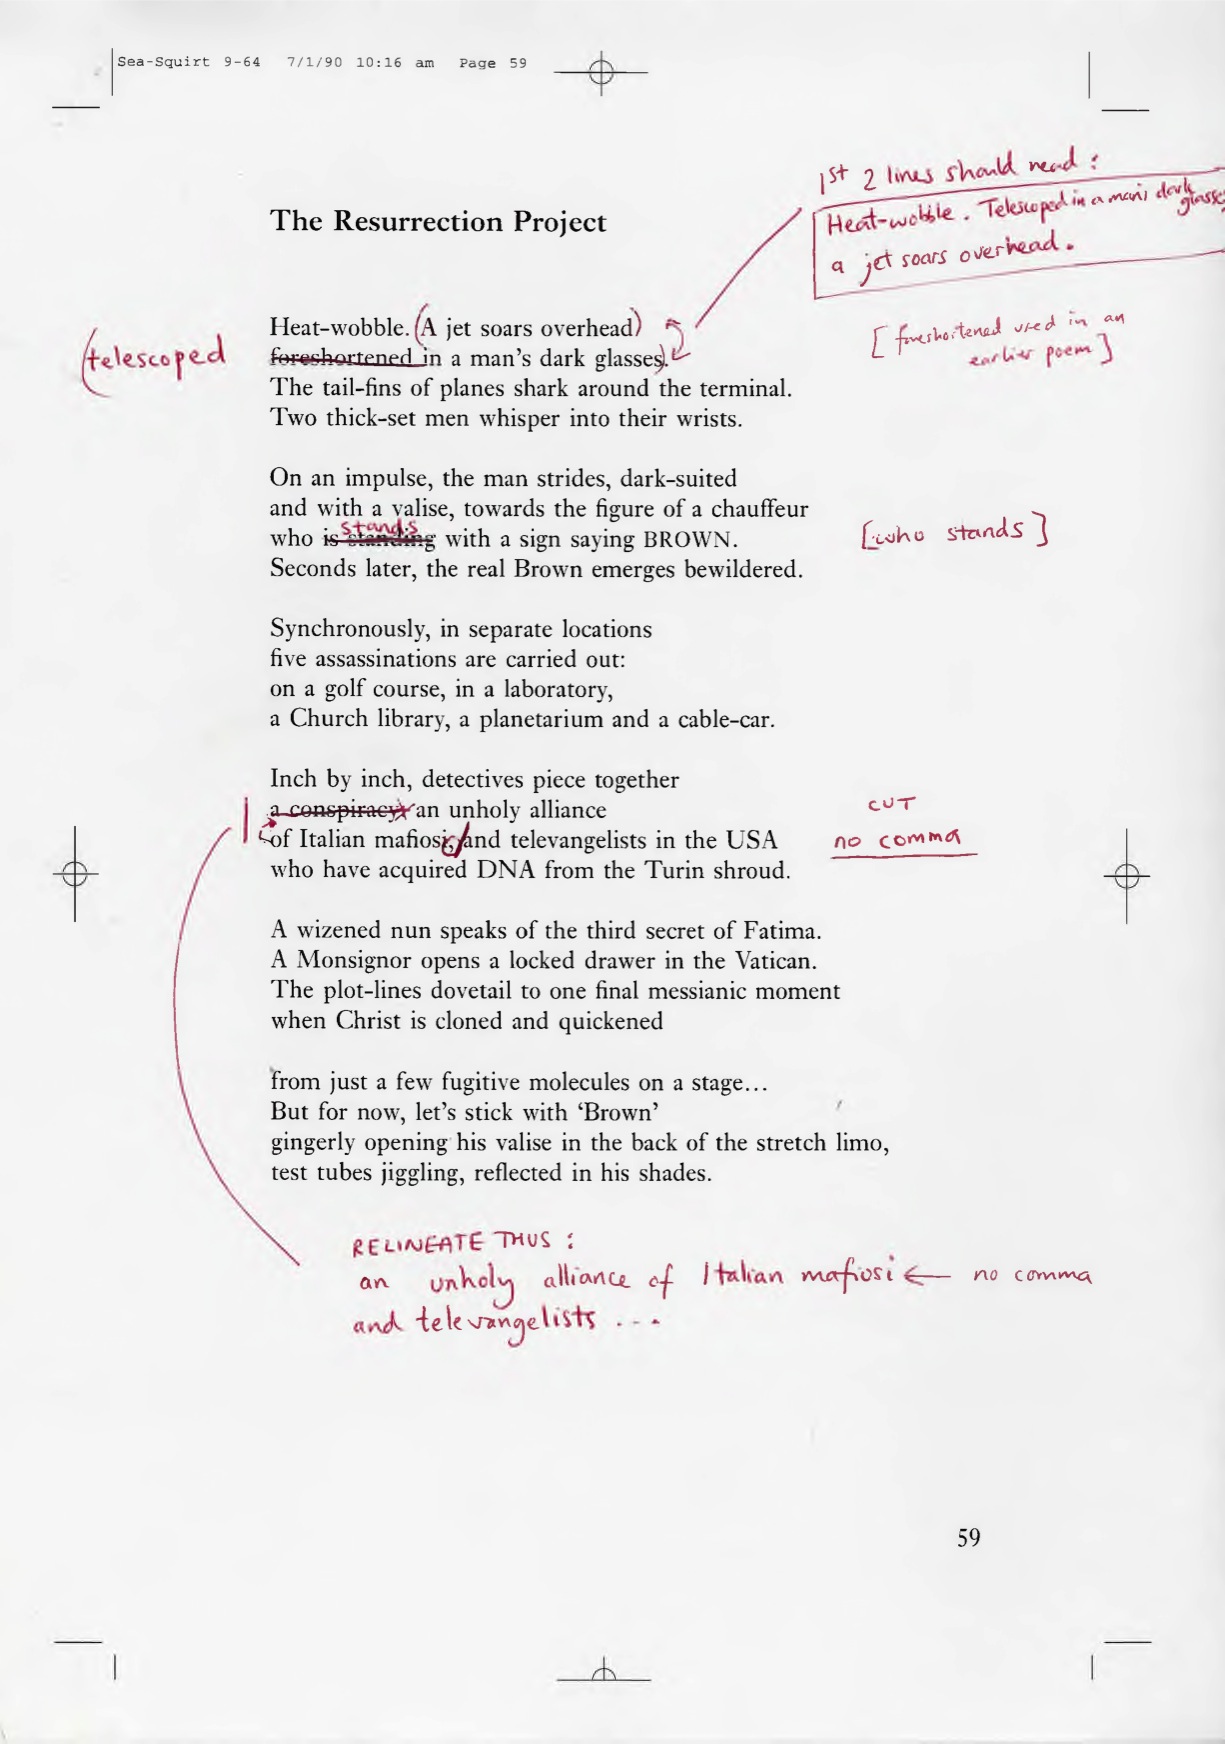 Sea-Squirt 9-64 7/1/90 10:16 am Page 59
1st 2 lines should read :
Heat-wobble. Telescoped in a man's dark glasses,
a jet soars overhead.
The Resurrection Project
Heat-wobble. (A jet soars overhead)
[foreshortened used in an
earlier poem]
(telescoped
foreshortened in a man's dark glasses).
The tail-fins of planes shark around the terminal.
Two thick-set men whisper into their wrists.
On an impulse, the man strides, dark-suited
and with a valise, towards the figure of a chauffeur
stands
who is standing with a sign saying BROWN.
[who stands]
Seconds later, the real Brown emerges bewildered.
Synchronously, in separate locations
five assassinations are carried out:
on a golf course, in a laboratory,
a Church library, a planetarium and a cable-car.
Inch by inch, detectives piece together
a conspiracy: an unholy alliance
CUT
of Italian mafiosi, and televangelists in the USA
no comma
who have acquired DNA from the Turin shroud.
A wizened nun speaks of the third secret of Fatima.
A Monsignor opens a locked drawer in the Vatican.
The plot-lines dovetail to one final messianic moment
when Christ is cloned and quickened
from just a few fugitive molecules on a stage...
But for now, let's stick with ‘Brown’
gingerly opening his valise in the back of the stretch limo,
test tubes jiggling, reflected in his shades.
RELINEATE THUS :
an unholy alliance of Italian mafiosi ← no comma
and televangelists ...
59